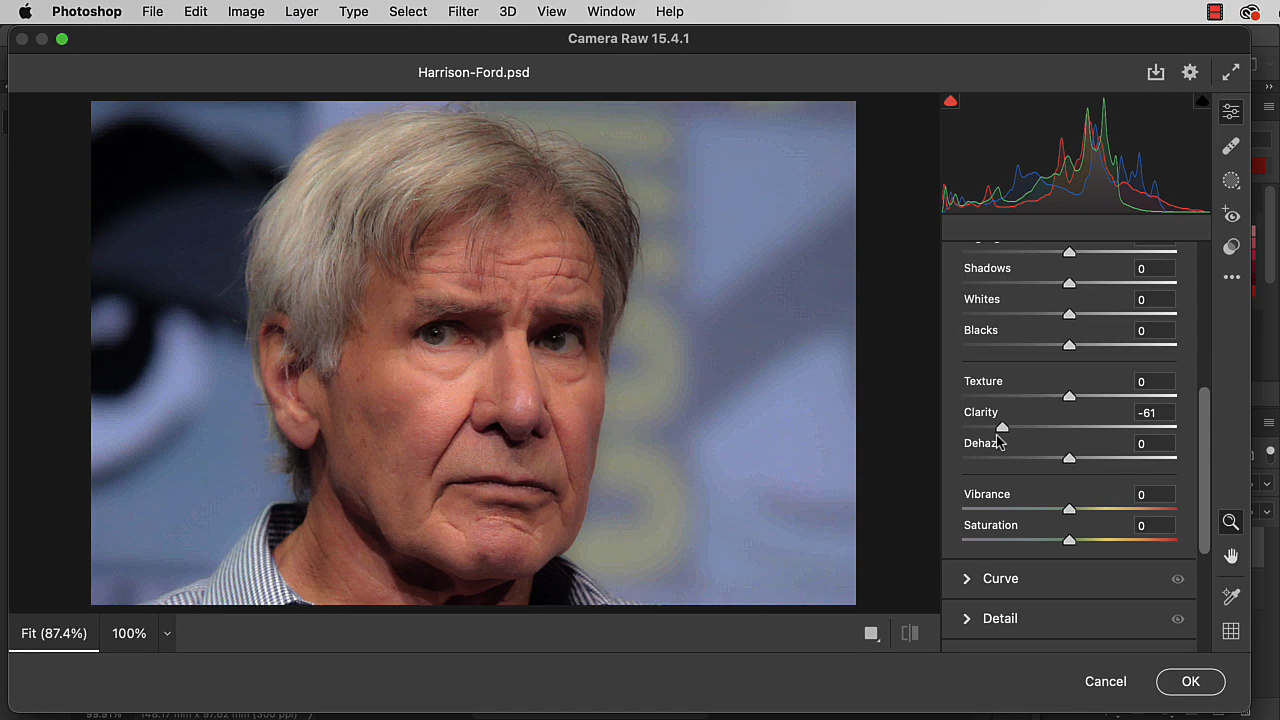 Photoshop File Edit Image Layer Type Select Filter 3D View Window Help
Camera Raw 15.4.1
Harrison-Ford.psd
Shadows 0
Whites 0
Blacks 0
Texture 0
Clarity -61
Dehaz
Vibrance 0
Saturation 0
Curve
Detail
Fit (87.4%) 100%
Cancel OK